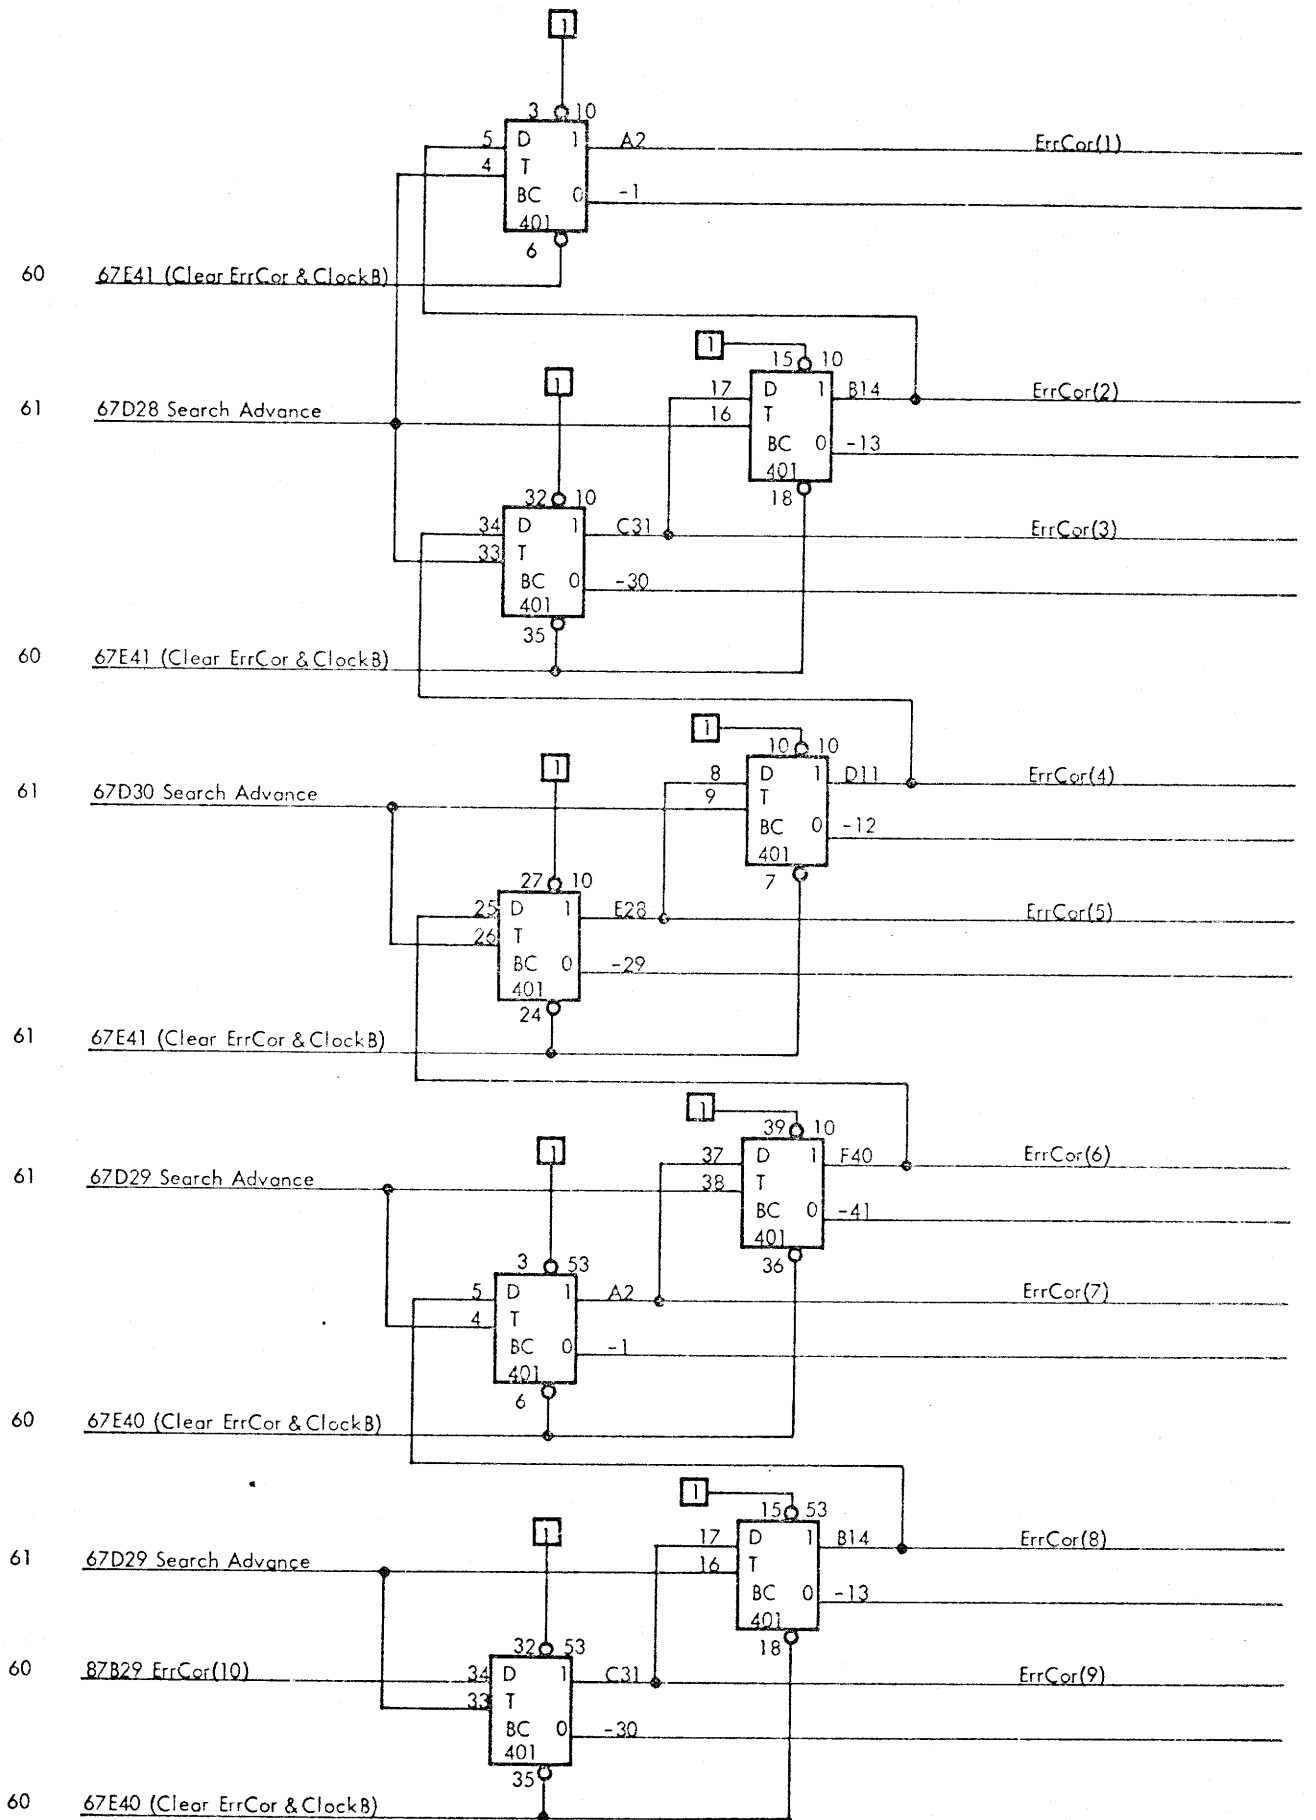 1
3 10
5 D 1 A2 ErrCor(1)
4 T
BC 0 -1
401
6
60 67E41 (Clear ErrCor & ClockB)
1
15 10
1
17 D 1 B14 ErrCor(2)
61 67D28 Search Advance
16 T
BC 0 -13
401
18
32 10
34 D 1 C31 ErrCor(3)
33 T
BC 0 -30
401
35
60 67E41 (Clear ErrCor & ClockB)
1
10 10
1
8 D 1 D11 ErrCor(4)
61 67D30 Search Advance
9 T
BC 0 -12
401
7
27 10
25 D 1 E28 ErrCor(5)
26 T
BC 0 -29
401
24
61 67E41 (Clear ErrCor & ClockB)
1
39 10
1
37 D 1 F40 ErrCor(6)
61 67D29 Search Advance
38 T
BC 0 -41
401
36
3 53
5 D 1 A2 ErrCor(7)
4 T
BC 0 -1
401
6
60 67E40 (Clear ErrCor & ClockB)
1
15 53
1
17 D 1 B14 ErrCor(8)
61 67D29 Search Advance
16 T
BC 0 -13
401
18
32 53
60 87B29 ErrCor(10)
34 D 1 C31 ErrCor(9)
33 T
BC 0 -30
401
35
60 67E40 (Clear ErrCor & ClockB)